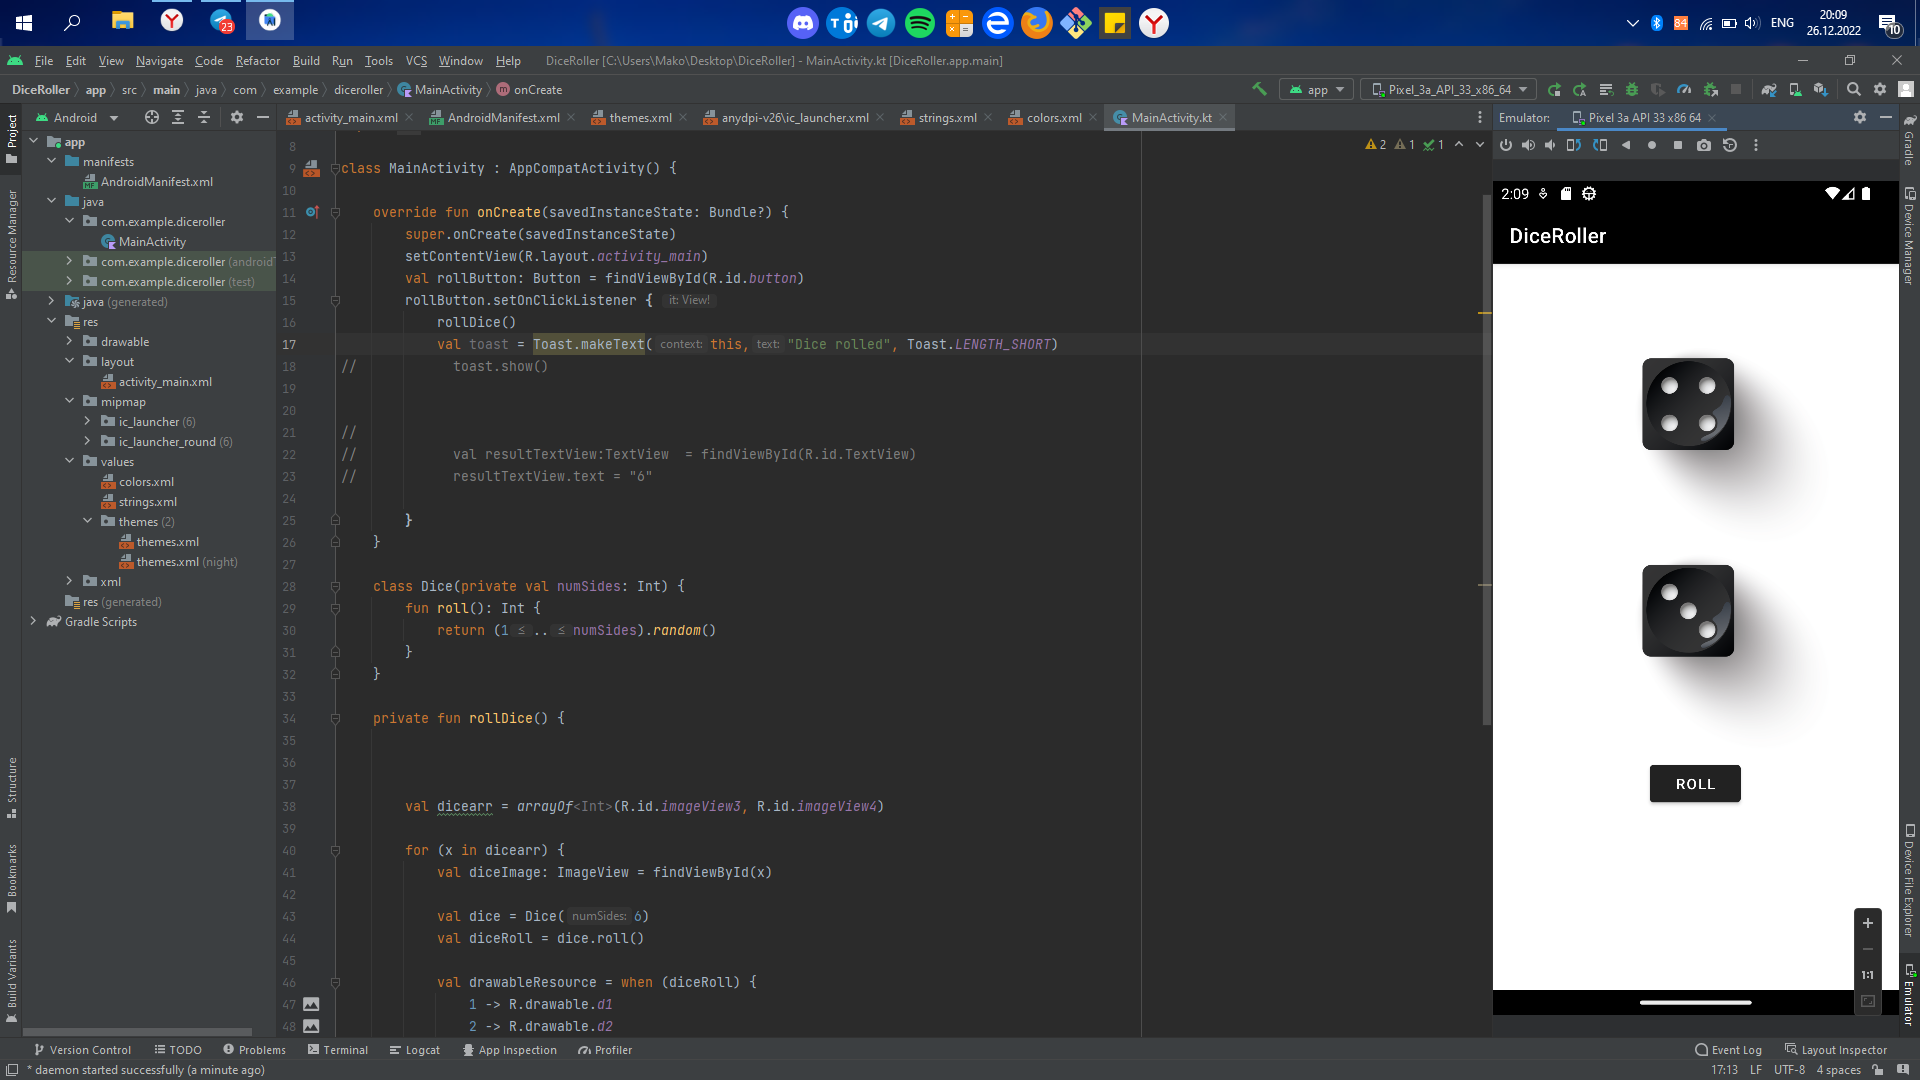 23
84
ENG
20:09
26.12.2022
10
File Edit View Navigate Code Refactor Build Run Tools VCS Window Help DiceRoller [C:\Users\Mako\Desktop\DiceRoller] - MainActivity.kt [DiceRoller.app.main]
DiceRoller app src main java com example diceroller MainActivity onCreate
app Pixel_3a_API_33_x86_64
Android
activity_main.xml AndroidManifest.xml themes.xml anydpi-v26\ic_launcher.xml strings.xml colors.xml MainActivity.kt
Emulator: Pixel 3a API 33 x86 64
Project
Resource Manager
Structure
Bookmarks
Build Variants
app
manifests
AndroidManifest.xml
java
com.example.diceroller
MainActivity
com.example.diceroller (android
com.example.diceroller (test)
java (generated)
res
drawable
layout
activity_main.xml
mipmap
ic_launcher (6)
ic_launcher_round (6)
values
colors.xml
strings.xml
themes (2)
themes.xml
themes.xml (night)
xml
res (generated)
Gradle Scripts
2 1 1
8
9 class MainActivity : AppCompatActivity() {
10
11 override fun onCreate(savedInstanceState: Bundle?) {
12 super.onCreate(savedInstanceState)
13 setContentView(R.layout.activity_main)
14 val rollButton: Button = findViewById(R.id.button)
15 rollButton.setOnClickListener { it: View!
16 rollDice()
17 val toast = Toast.makeText( context: this, text: "Dice rolled", Toast.LENGTH_SHORT)
18 // toast.show()
19
20
21 //
22 // val resultTextView:TextView = findViewById(R.id.TextView)
23 // resultTextView.text = "6"
24
25 }
26 }
27
28 class Dice(private val numSides: Int) {
29 fun roll(): Int {
30 return (1 ≤ .. ≤ numSides).random()
31 }
32 }
33
34 private fun rollDice() {
35
36
37
38 val dicearr = arrayOf<Int>(R.id.imageView3, R.id.imageView4)
39
40 for (x in dicearr) {
41 val diceImage: ImageView = findViewById(x)
42
43 val dice = Dice( numSides: 6)
44 val diceRoll = dice.roll()
45
46 val drawableResource = when (diceRoll) {
47 1 -> R.drawable.d1
48 2 -> R.drawable.d2
2:09
DiceRoller
ROLL
+
−
1:1
Gradle
Device Manager
Device File Explorer
Emulator
Version Control TODO Problems Terminal Logcat App Inspection Profiler
Event Log Layout Inspector
* daemon started successfully (a minute ago)
17:13 LF UTF-8 4 spaces